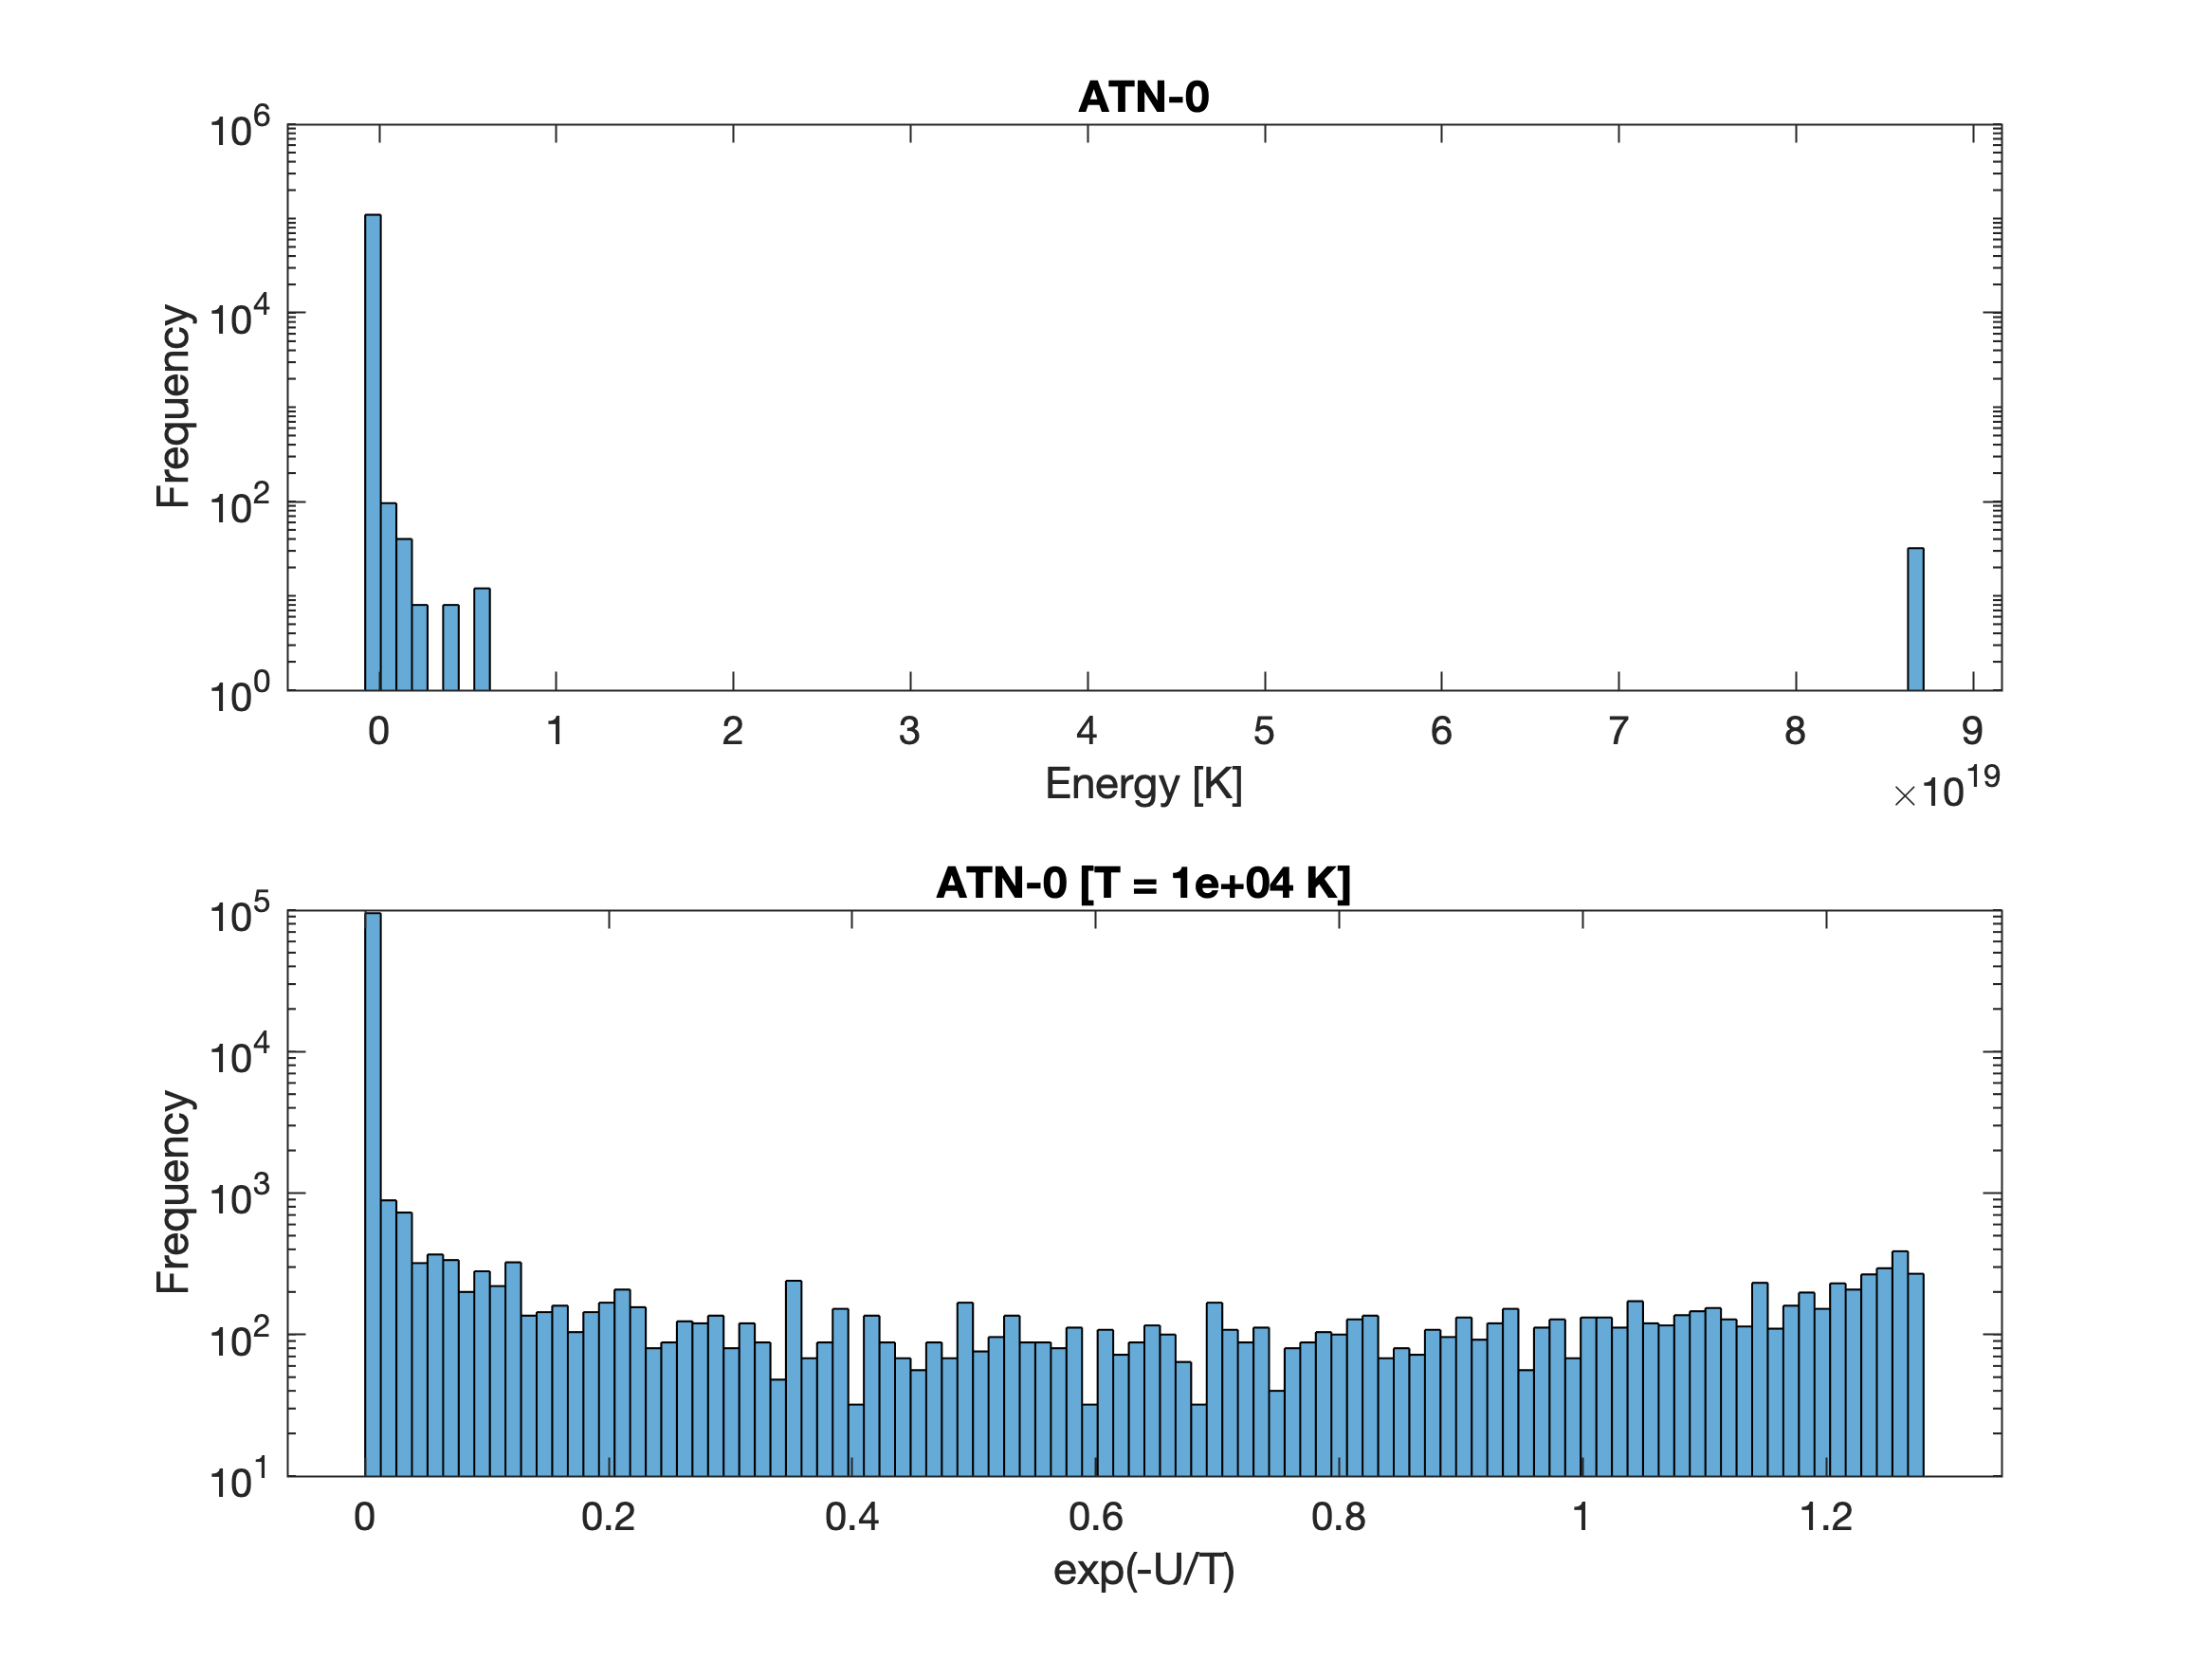 ATN-0
10^6
10^4
10^2
10^0
Frequency
0 1 2 3 4 5 6 7 8 9
Energy [K]
×10^19
ATN-0 [T = 1e+04 K]
10^5
10^4
10^3
10^2
10^1
Frequency
0 0.2 0.4 0.6 0.8 1 1.2
exp(-U/T)